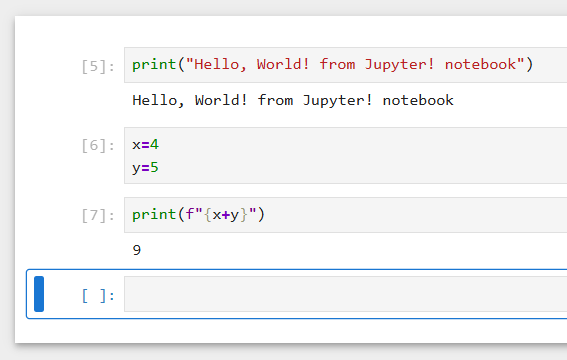 [5]: print("Hello, World! from Jupyter! notebook")
Hello, World! from Jupyter! notebook
[6]: x=4
y=5
[7]: print(f"{x+y}")
9
[ ]: